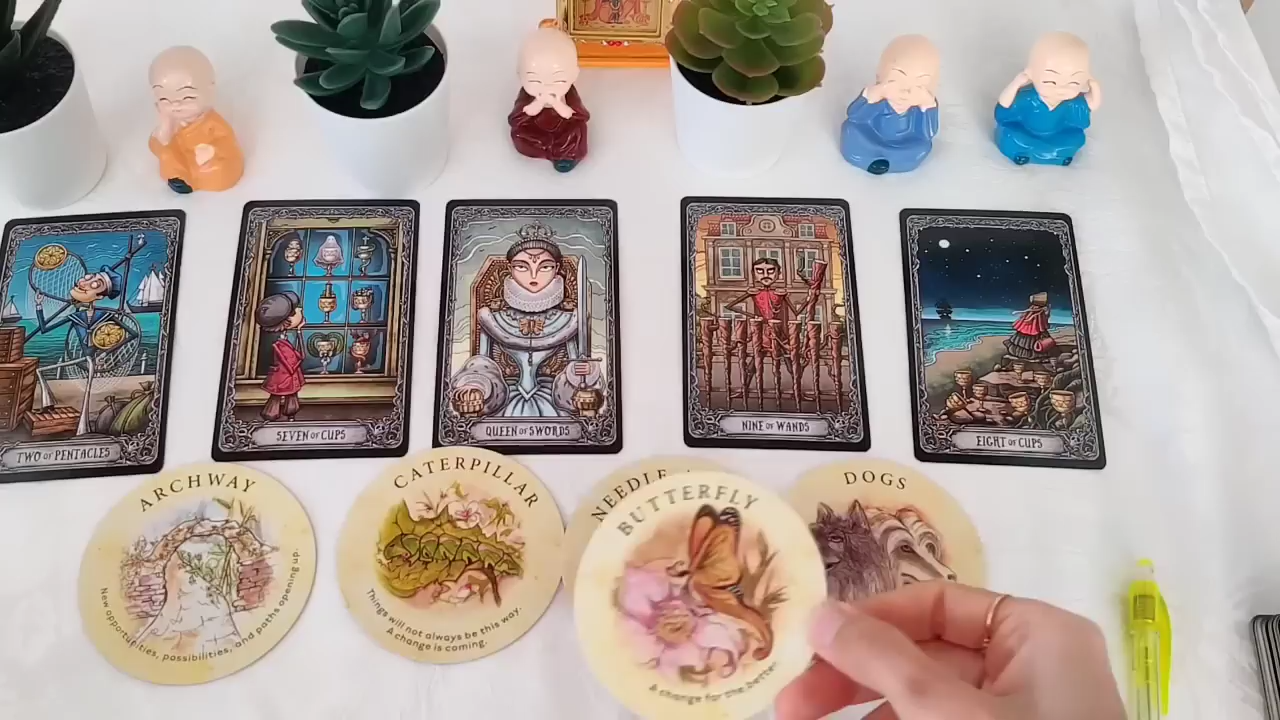 TWO OF PENTACLES
SEVEN OF CUPS
QUEEN OF SWORDS
NINE OF WANDS
EIGHT OF CUPS
ARCHWAY
New opportunities, possibilities, and paths opening up.
CATERPILLAR
Things will not always be this way.
A change is coming.
NEEDLE
BUTTERFLY
A change for the better.
DOGS